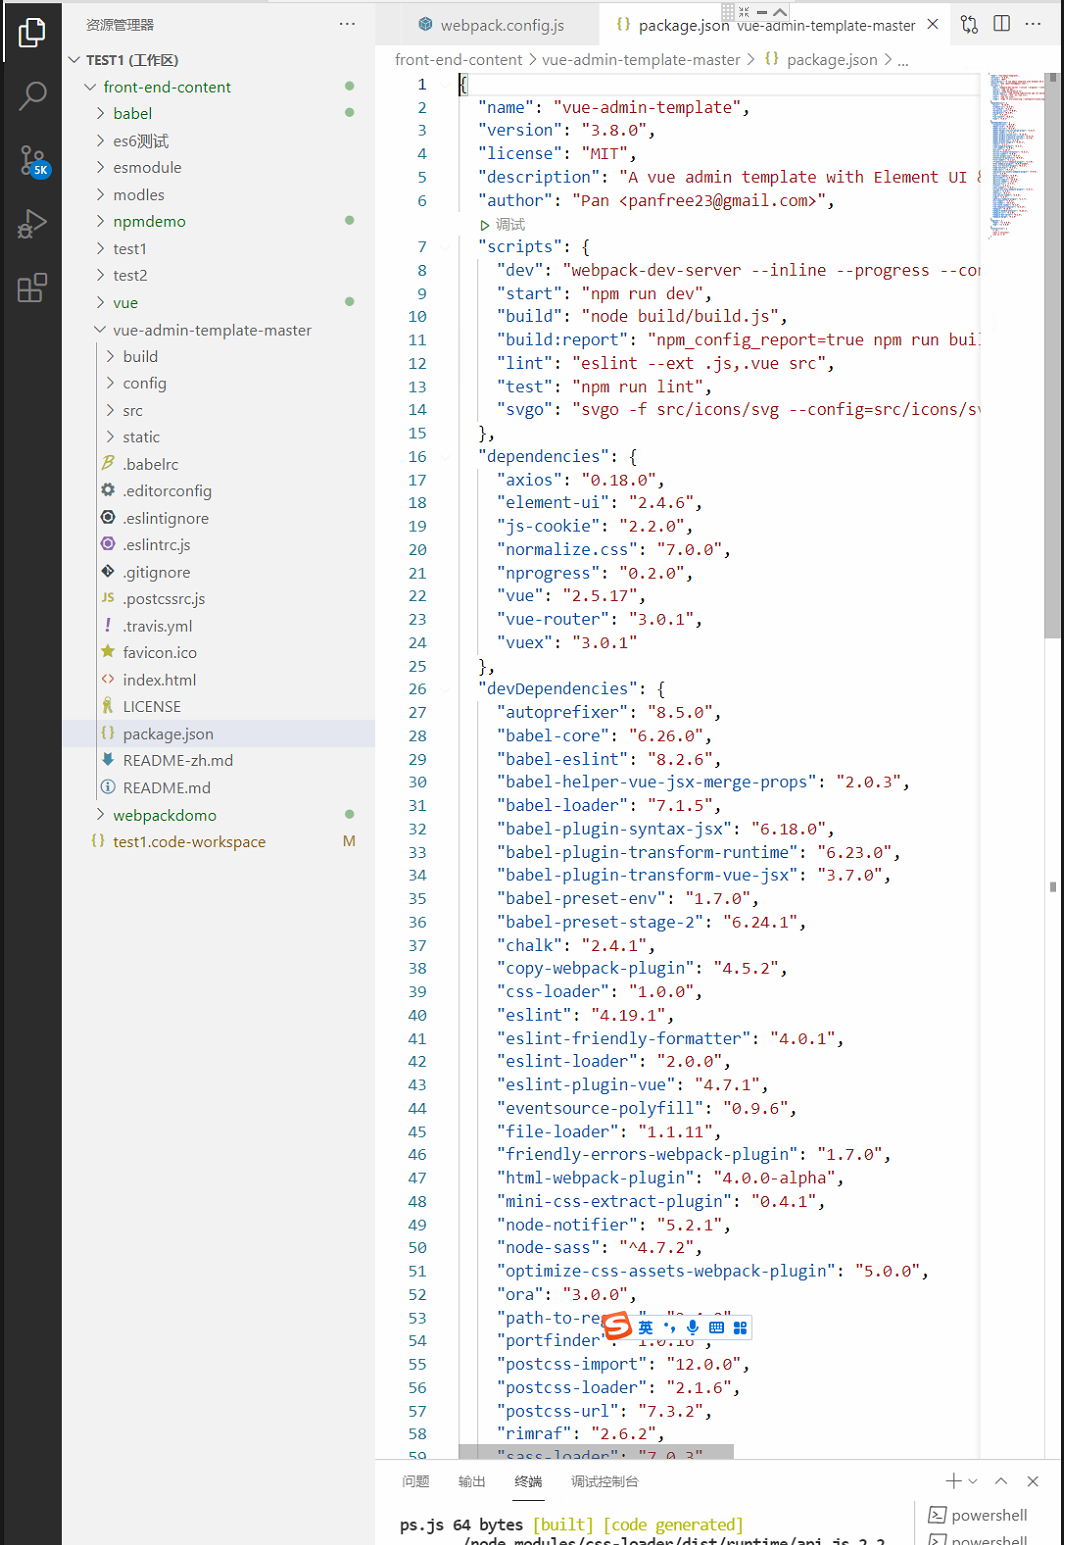 资源管理器
TEST1 (工作区)
front-end-content
babel
es6测试
esmodule
modles
npmdemo
test1
test2
vue
vue-admin-template-master
build
config
src
static
.babelrc
.editorconfig
.eslintignore
.eslintrc.js
.gitignore
JS .postcssrc.js
.travis.yml
favicon.ico
index.html
LICENSE
package.json
README-zh.md
README.md
webpackdomo
test1.code-workspace M
5K
webpack.config.js
package.json vue-admin-template-master
front-end-content > vue-admin-template-master > {} package.json > ...
1 {
2 "name": "vue-admin-template",
3 "version": "3.8.0",
4 "license": "MIT",
5 "description": "A vue admin template with Element UI &
6 "author": "Pan <panfree23@gmail.com>",
调试
7 "scripts": {
8 "dev": "webpack-dev-server --inline --progress --con
9 "start": "npm run dev",
10 "build": "node build/build.js",
11 "build:report": "npm_config_report=true npm run buil
12 "lint": "eslint --ext .js,.vue src",
13 "test": "npm run lint",
14 "svgo": "svgo -f src/icons/svg --config=src/icons/sv
15 },
16 "dependencies": {
17 "axios": "0.18.0",
18 "element-ui": "2.4.6",
19 "js-cookie": "2.2.0",
20 "normalize.css": "7.0.0",
21 "nprogress": "0.2.0",
22 "vue": "2.5.17",
23 "vue-router": "3.0.1",
24 "vuex": "3.0.1"
25 },
26 "devDependencies": {
27 "autoprefixer": "8.5.0",
28 "babel-core": "6.26.0",
29 "babel-eslint": "8.2.6",
30 "babel-helper-vue-jsx-merge-props": "2.0.3",
31 "babel-loader": "7.1.5",
32 "babel-plugin-syntax-jsx": "6.18.0",
33 "babel-plugin-transform-runtime": "6.23.0",
34 "babel-plugin-transform-vue-jsx": "3.7.0",
35 "babel-preset-env": "1.7.0",
36 "babel-preset-stage-2": "6.24.1",
37 "chalk": "2.4.1",
38 "copy-webpack-plugin": "4.5.2",
39 "css-loader": "1.0.0",
40 "eslint": "4.19.1",
41 "eslint-friendly-formatter": "4.0.1",
42 "eslint-loader": "2.0.0",
43 "eslint-plugin-vue": "4.7.1",
44 "eventsource-polyfill": "0.9.6",
45 "file-loader": "1.1.11",
46 "friendly-errors-webpack-plugin": "1.7.0",
47 "html-webpack-plugin": "4.0.0-alpha",
48 "mini-css-extract-plugin": "0.4.1",
49 "node-notifier": "5.2.1",
50 "node-sass": "^4.7.2",
51 "optimize-css-assets-webpack-plugin": "5.0.0",
52 "ora": "3.0.0",
53 "path-to-re
英
54 "portfinder": "1.0.16",
55 "postcss-import": "12.0.0",
56 "postcss-loader": "2.1.6",
57 "postcss-url": "7.3.2",
58 "rimraf": "2.6.2",
59 "sass-loader": "7.0.3"
问题 输出 终端 调试控制台
ps.js 64 bytes [built] [code generated]
/node_modules/css-loader/dist/runtime/api.js 2.2
powershell
powershell